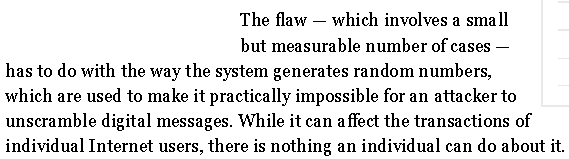 The flaw — which involves a small
but measurable number of cases —
has to do with the way the system generates random numbers,
which are used to make it practically impossible for an attacker to
unscramble digital messages. While it can affect the transactions of
individual Internet users, there is nothing an individual can do about it.